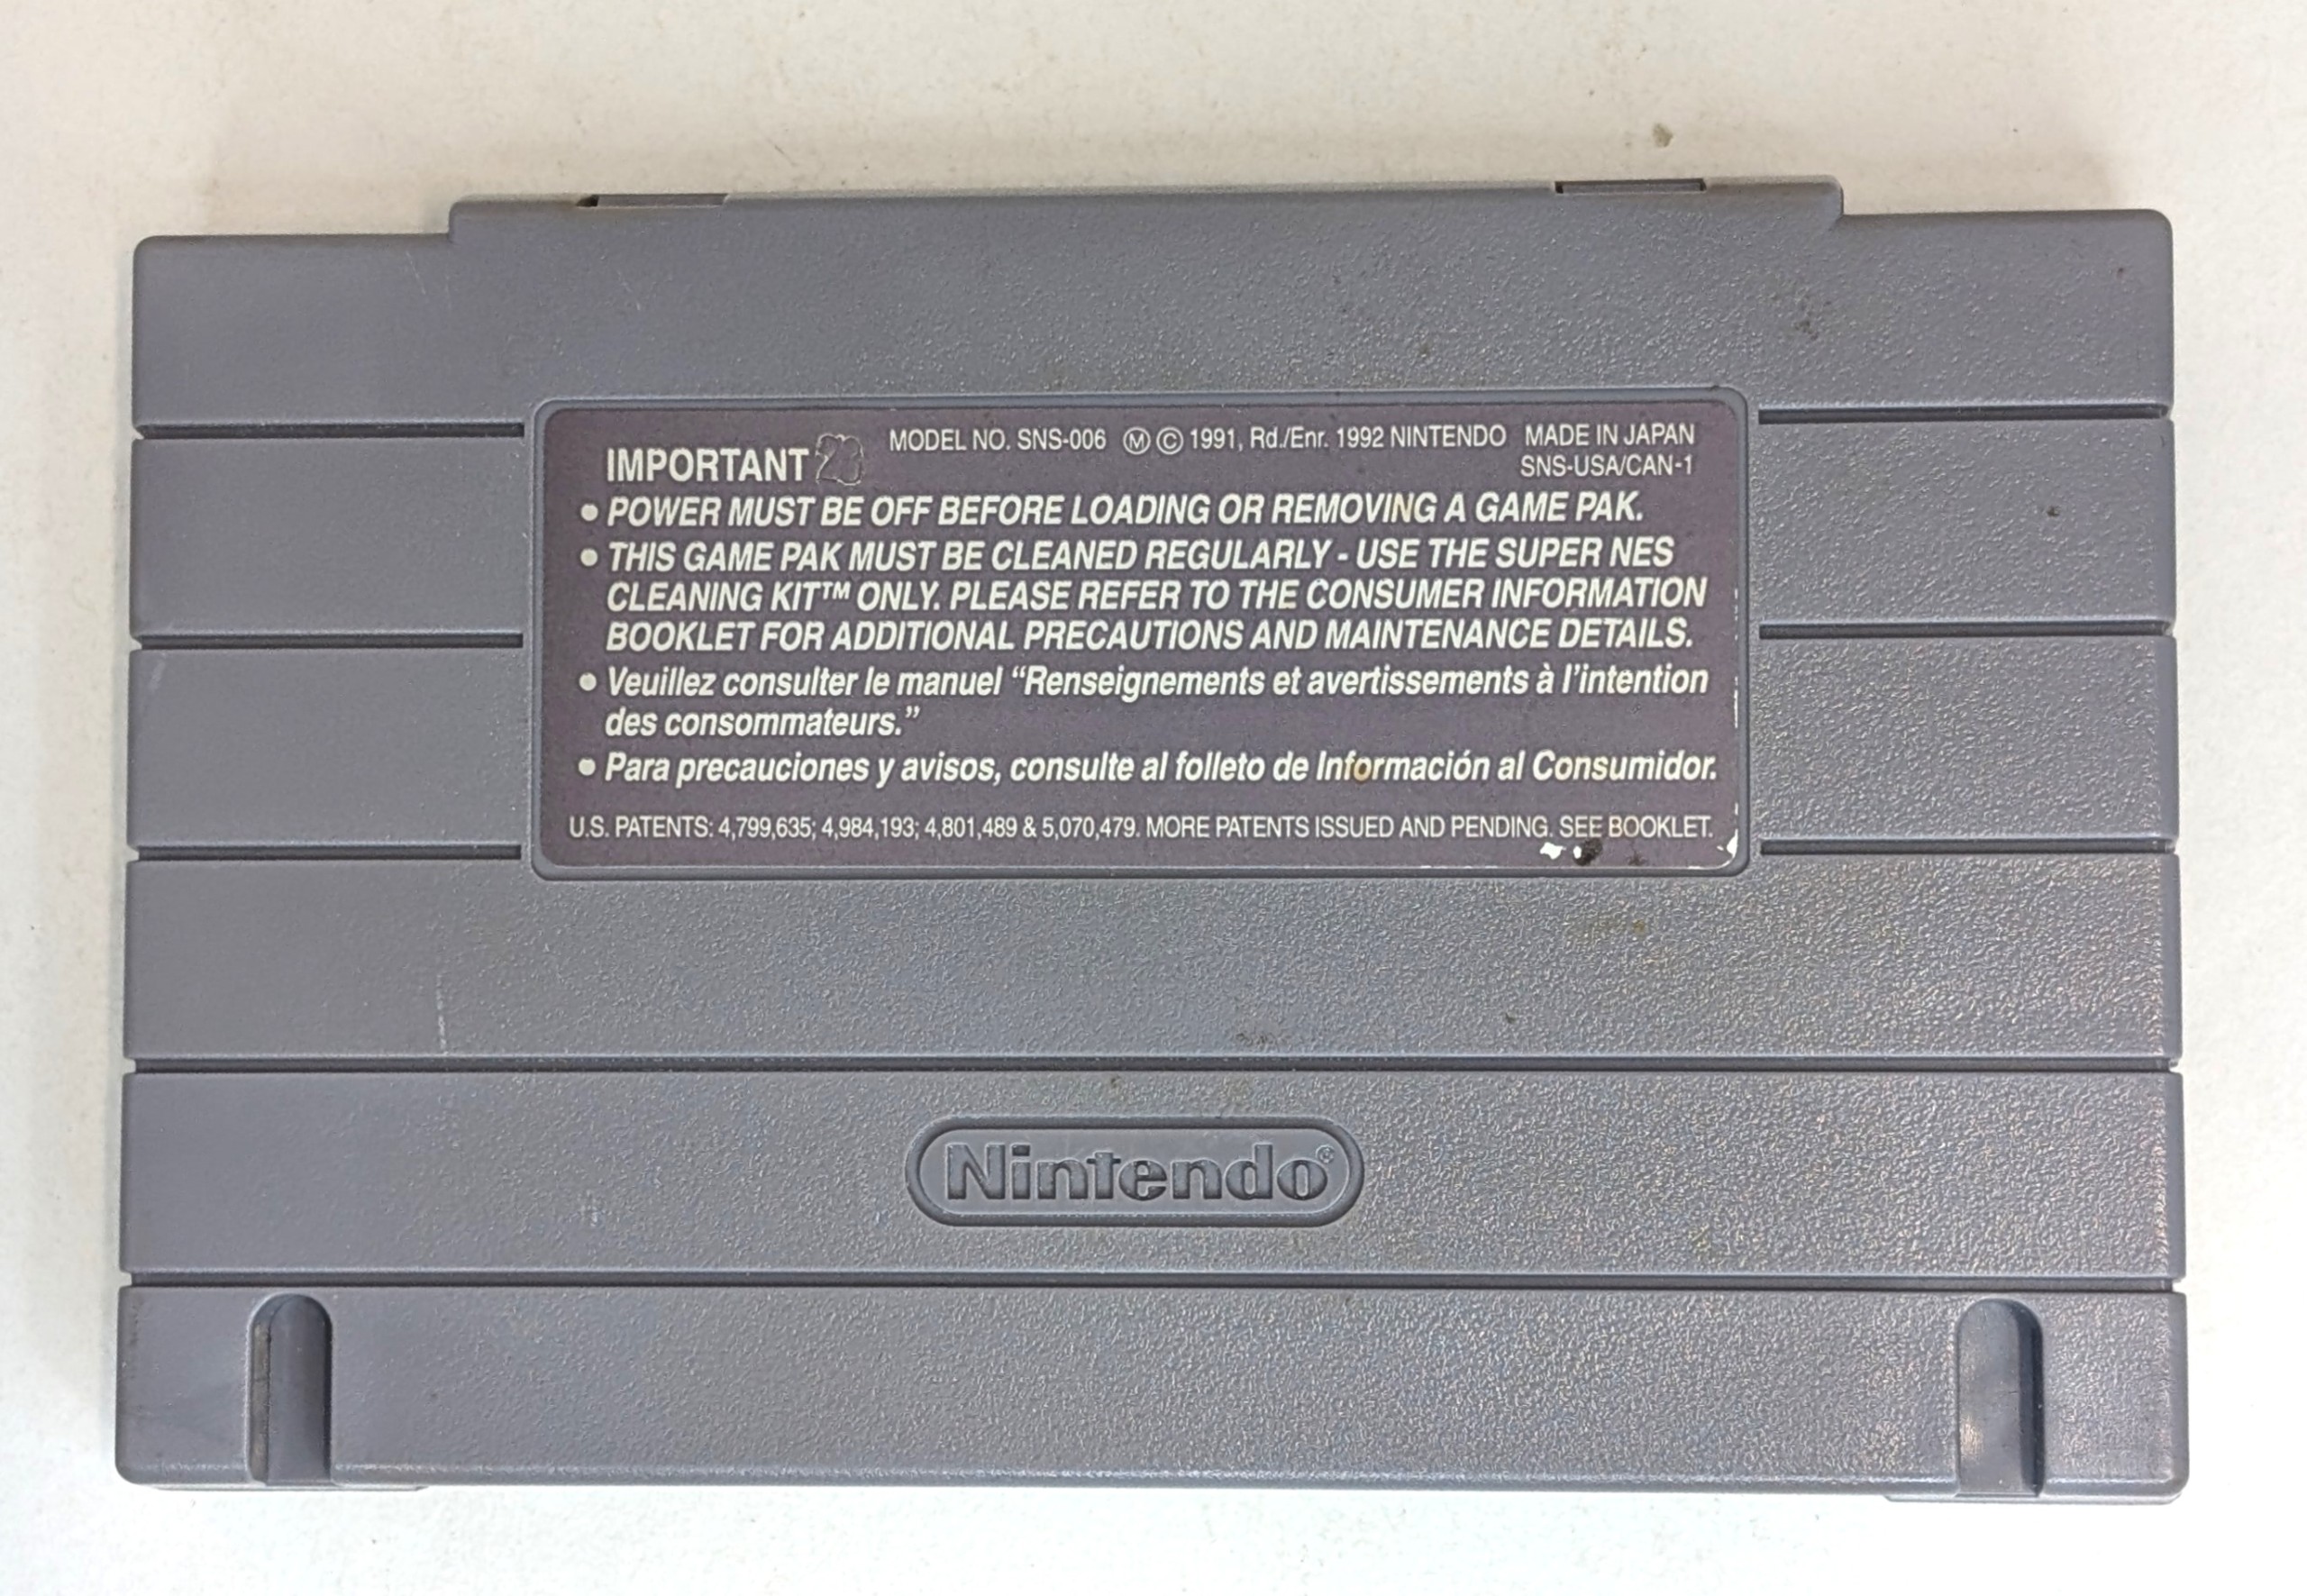 IMPORTANT 23 MODEL NO. SNS-006 Ⓜ © 1991, Rd./Enr. 1992 NINTENDO MADE IN JAPAN
SNS-USA/CAN-1
• POWER MUST BE OFF BEFORE LOADING OR REMOVING A GAME PAK.
• THIS GAME PAK MUST BE CLEANED REGULARLY - USE THE SUPER NES
CLEANING KIT™ ONLY. PLEASE REFER TO THE CONSUMER INFORMATION
BOOKLET FOR ADDITIONAL PRECAUTIONS AND MAINTENANCE DETAILS.
• Veuillez consulter le manuel “Renseignements et avertissements à l’intention
des consommateurs.”
• Para precauciones y avisos, consulte al folleto de Información al Consumidor.
U.S. PATENTS: 4,799,635; 4,984,193; 4,801,489 & 5,070,479. MORE PATENTS ISSUED AND PENDING. SEE BOOKLET.
Nintendo®